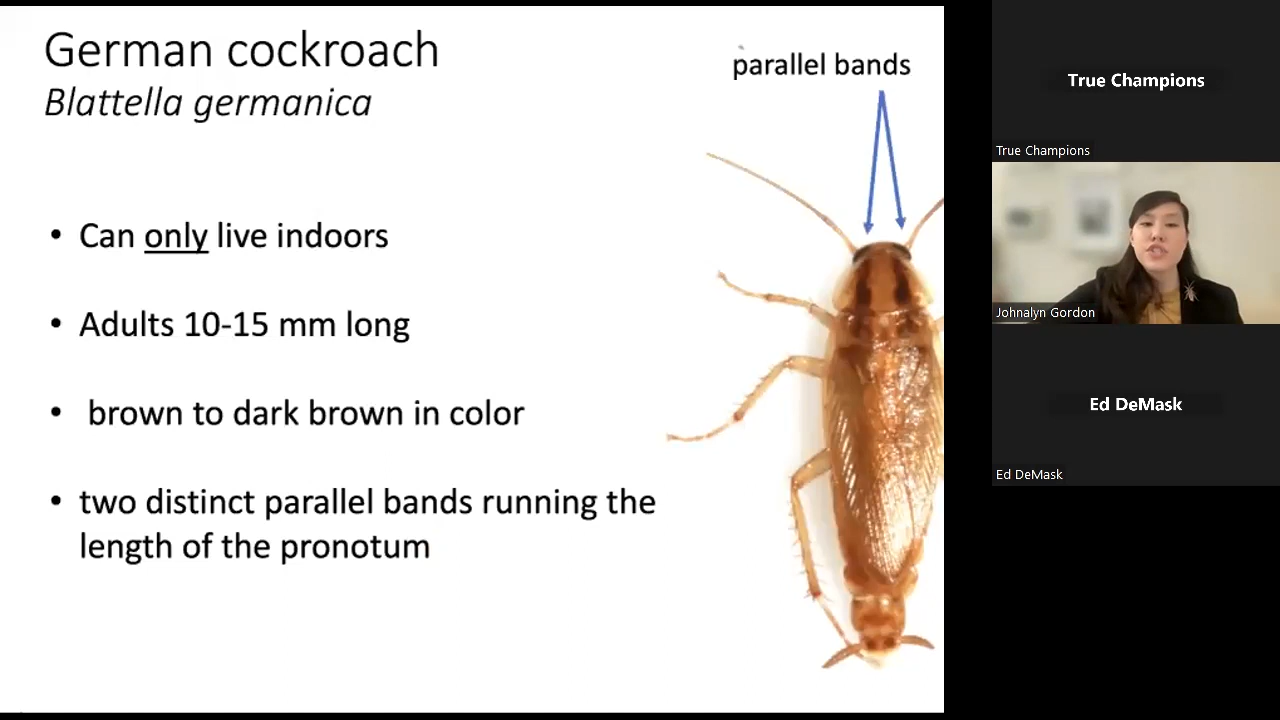 German cockroach
Blattella germanica
parallel bands
• Can only live indoors
• Adults 10-15 mm long
• brown to dark brown in color
• two distinct parallel bands running the
length of the pronotum
True Champions
True Champions
Johnalyn Gordon
Ed DeMask
Ed DeMask